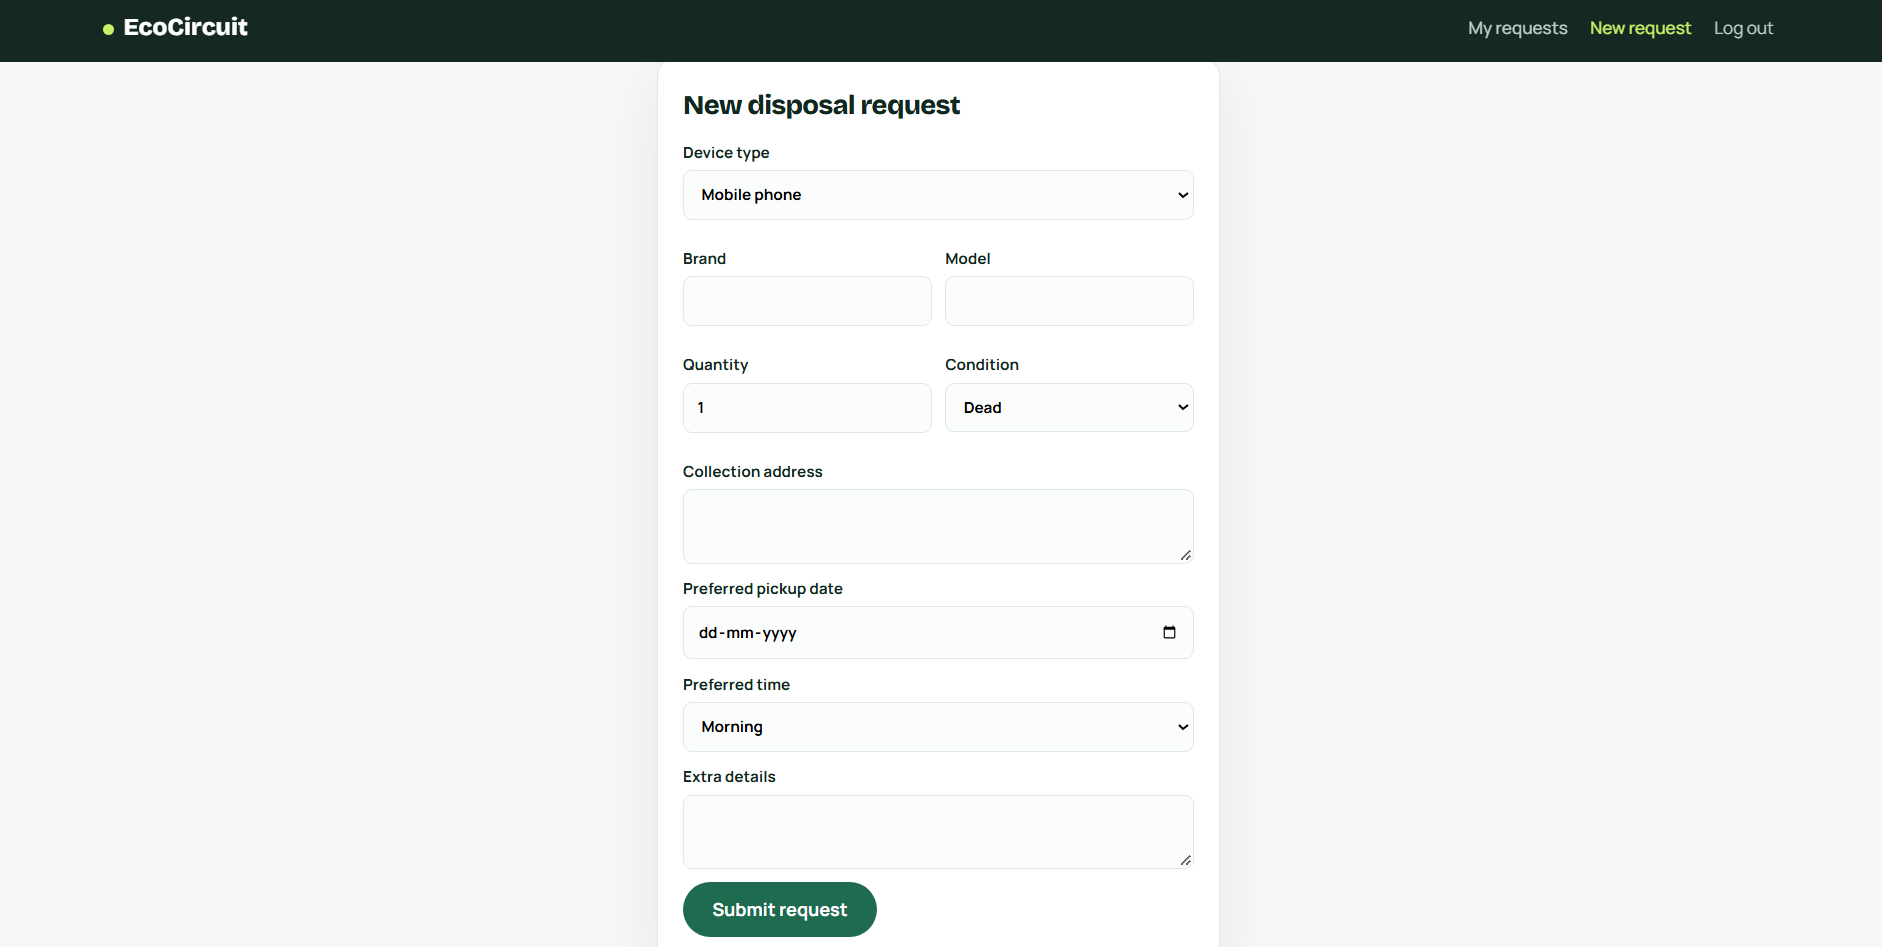 EcoCircuit
My requests New request Log out
New disposal request
Device type
Mobile phone
Brand Model
Quantity Condition
1 Dead
Collection address
Preferred pickup date
dd-mm-yyyy
Preferred time
Morning
Extra details
Submit request